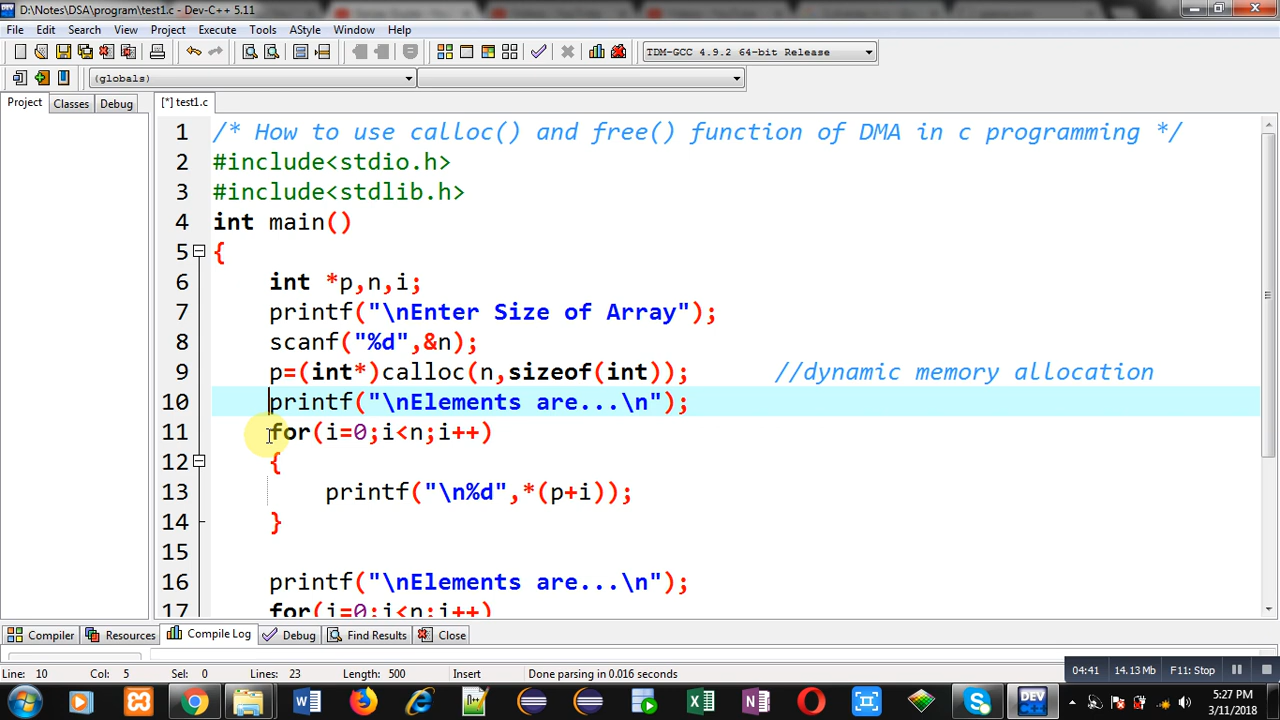 D:\Notes\DSA\program\test1.c - Dev-C++ 5.11
File Edit Search View Project Execute Tools AStyle Window Help
TDM-GCC 4.9.2 64-bit Release
(globals)
Project Classes Debug [*] test1.c
1 /* How to use calloc() and free() function of DMA in c programming */
2 #include<stdio.h>
3 #include<stdlib.h>
4 int main()
5 {
6 int *p,n,i;
7 printf("\nEnter Size of Array");
8 scanf("%d",&n);
9 p=(int*)calloc(n,sizeof(int)); //dynamic memory allocation
10 printf("\nElements are...\n");
11 for(i=0;i<n;i++)
12 {
13 printf("\n%d",*(p+i));
14 }
15
16 printf("\nElements are...\n");
17 for(i=0;i<n;i++)
Compiler Resources Compile Log Debug Find Results Close
Line: 10 Col: 5 Sel: 0 Lines: 23 Length: 500 Insert Done parsing in 0.016 seconds
04:41 14.13 Mb F11: Stop
5:27 PM
3/11/2018